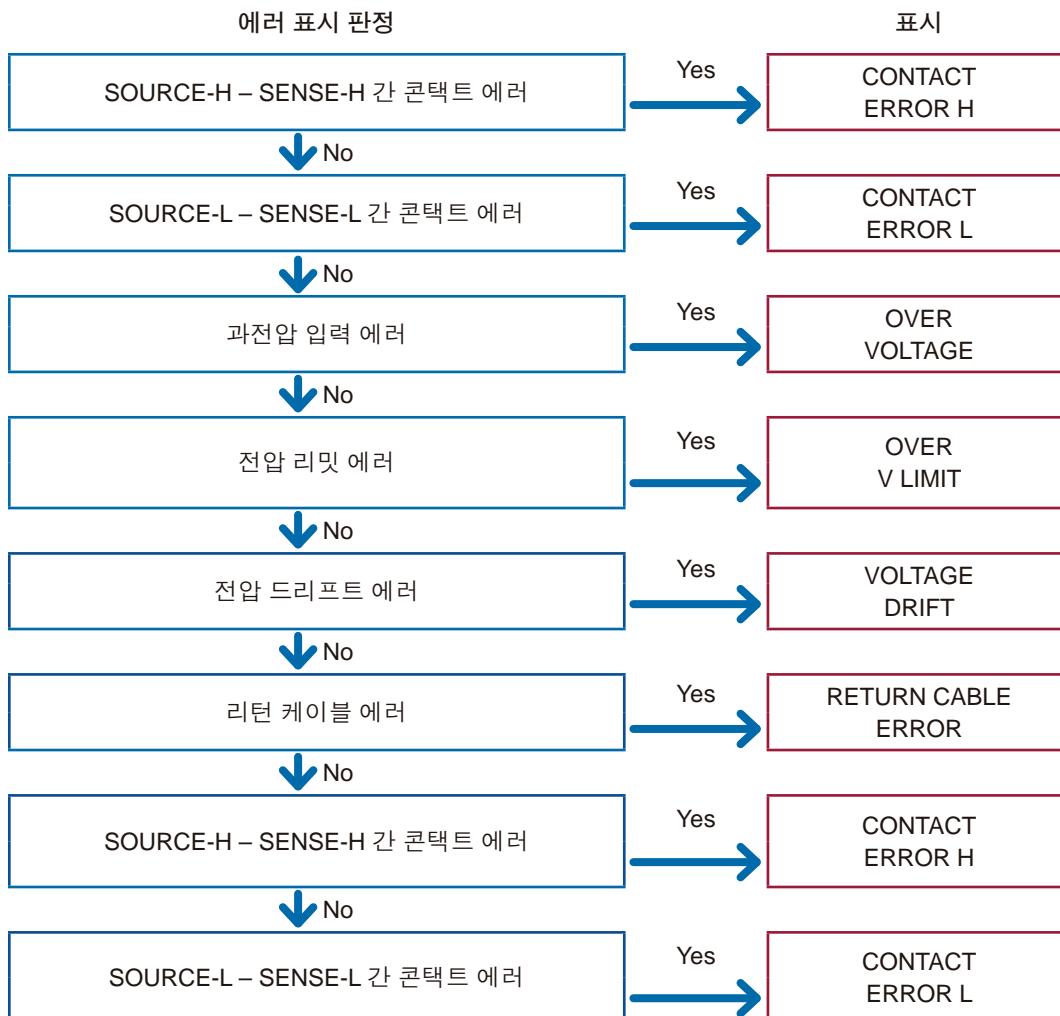 에러 표시 판정
표시
SOURCE-H – SENSE-H 간 콘택트 에러
Yes
CONTACT
ERROR H
No
SOURCE-L – SENSE-L 간 콘택트 에러
Yes
CONTACT
ERROR L
No
과전압 입력 에러
Yes
OVER
VOLTAGE
No
전압 리밋 에러
Yes
OVER
V LIMIT
No
전압 드리프트 에러
Yes
VOLTAGE
DRIFT
No
리턴 케이블 에러
Yes
RETURN CABLE
ERROR
No
SOURCE-H – SENSE-H 간 콘택트 에러
Yes
CONTACT
ERROR H
No
SOURCE-L – SENSE-L 간 콘택트 에러
Yes
CONTACT
ERROR L